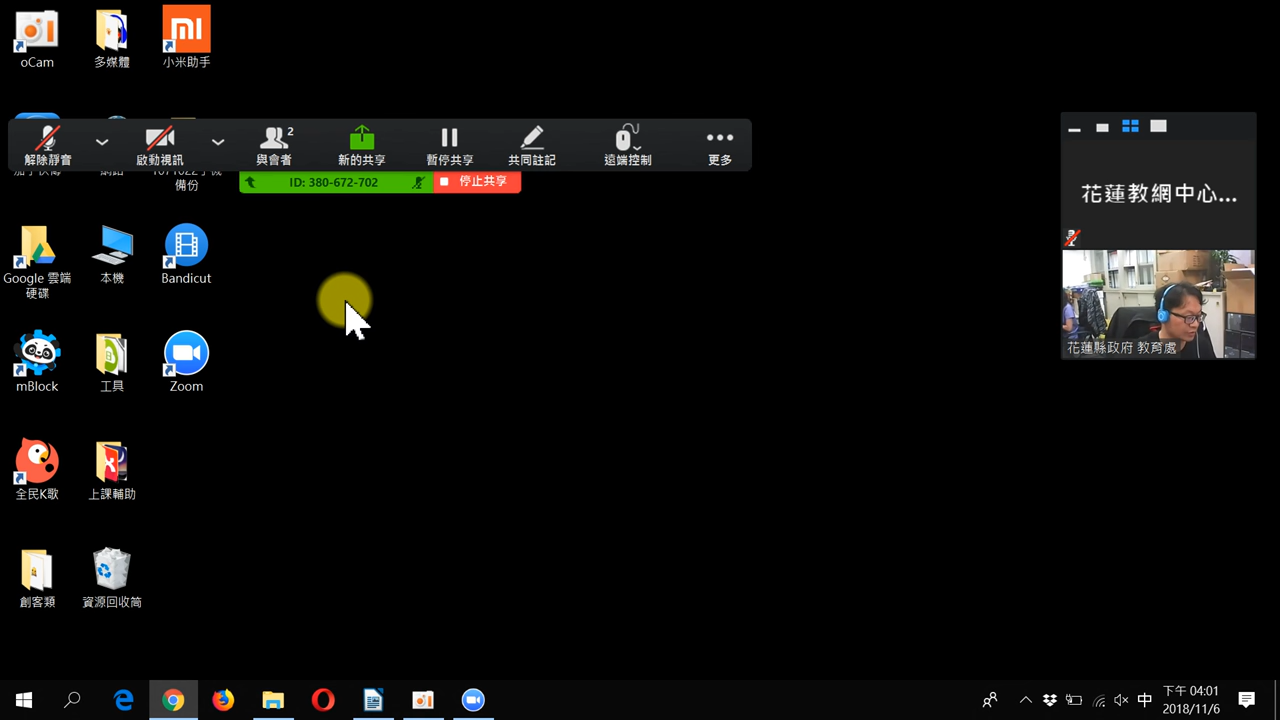 oCam
多媒體
小米助手
解除靜音
啟動視訊
與會者
2
新的共享
暫停共享
共同註記
遠端控制
更多
備份
ID: 380-672-702
停止共享
花蓮教網中心...
花蓮縣政府 教育處
Google 雲端
硬碟
本機
Bandicut
mBlock
工具
Zoom
全民K歌
上課輔助
創客類
資源回收筒
中
下午 04:01
2018/11/6